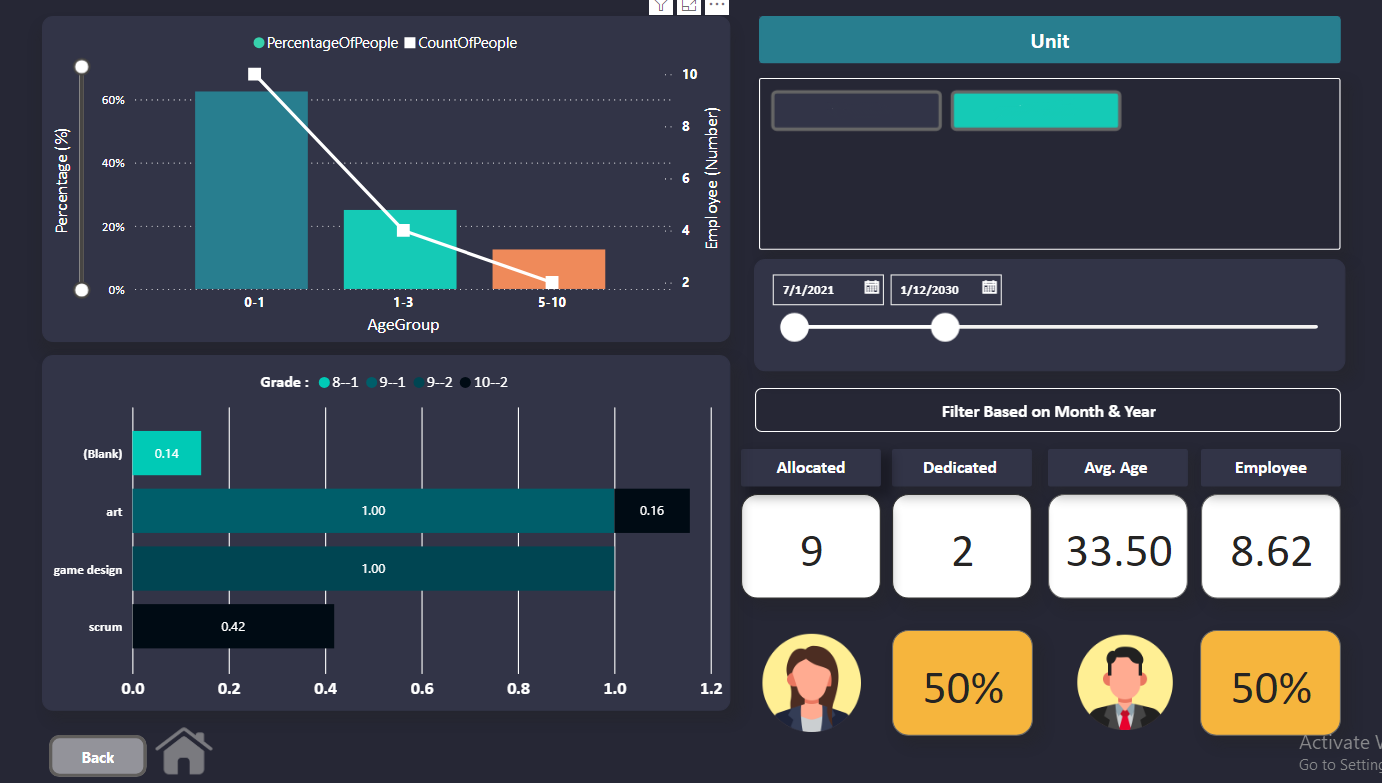 PercentageOfPeople CountOfPeople
Percentage (%)
60%
40%
20%
0%
10
8
6
4
2
Employee (Number)
0-1 1-3 5-10
AgeGroup
Grade : 8--1 9--1 9--2 10--2
(Blank) 0.14
art 1.00 0.16
game design 1.00
scrum 0.42
0.0 0.2 0.4 0.6 0.8 1.0 1.2
Back
Unit
7/1/2021 1/12/2030
Filter Based on Month & Year
Allocated Dedicated Avg. Age Employee
9 2 33.50 8.62
50% 50%
Activate
Go to Setting